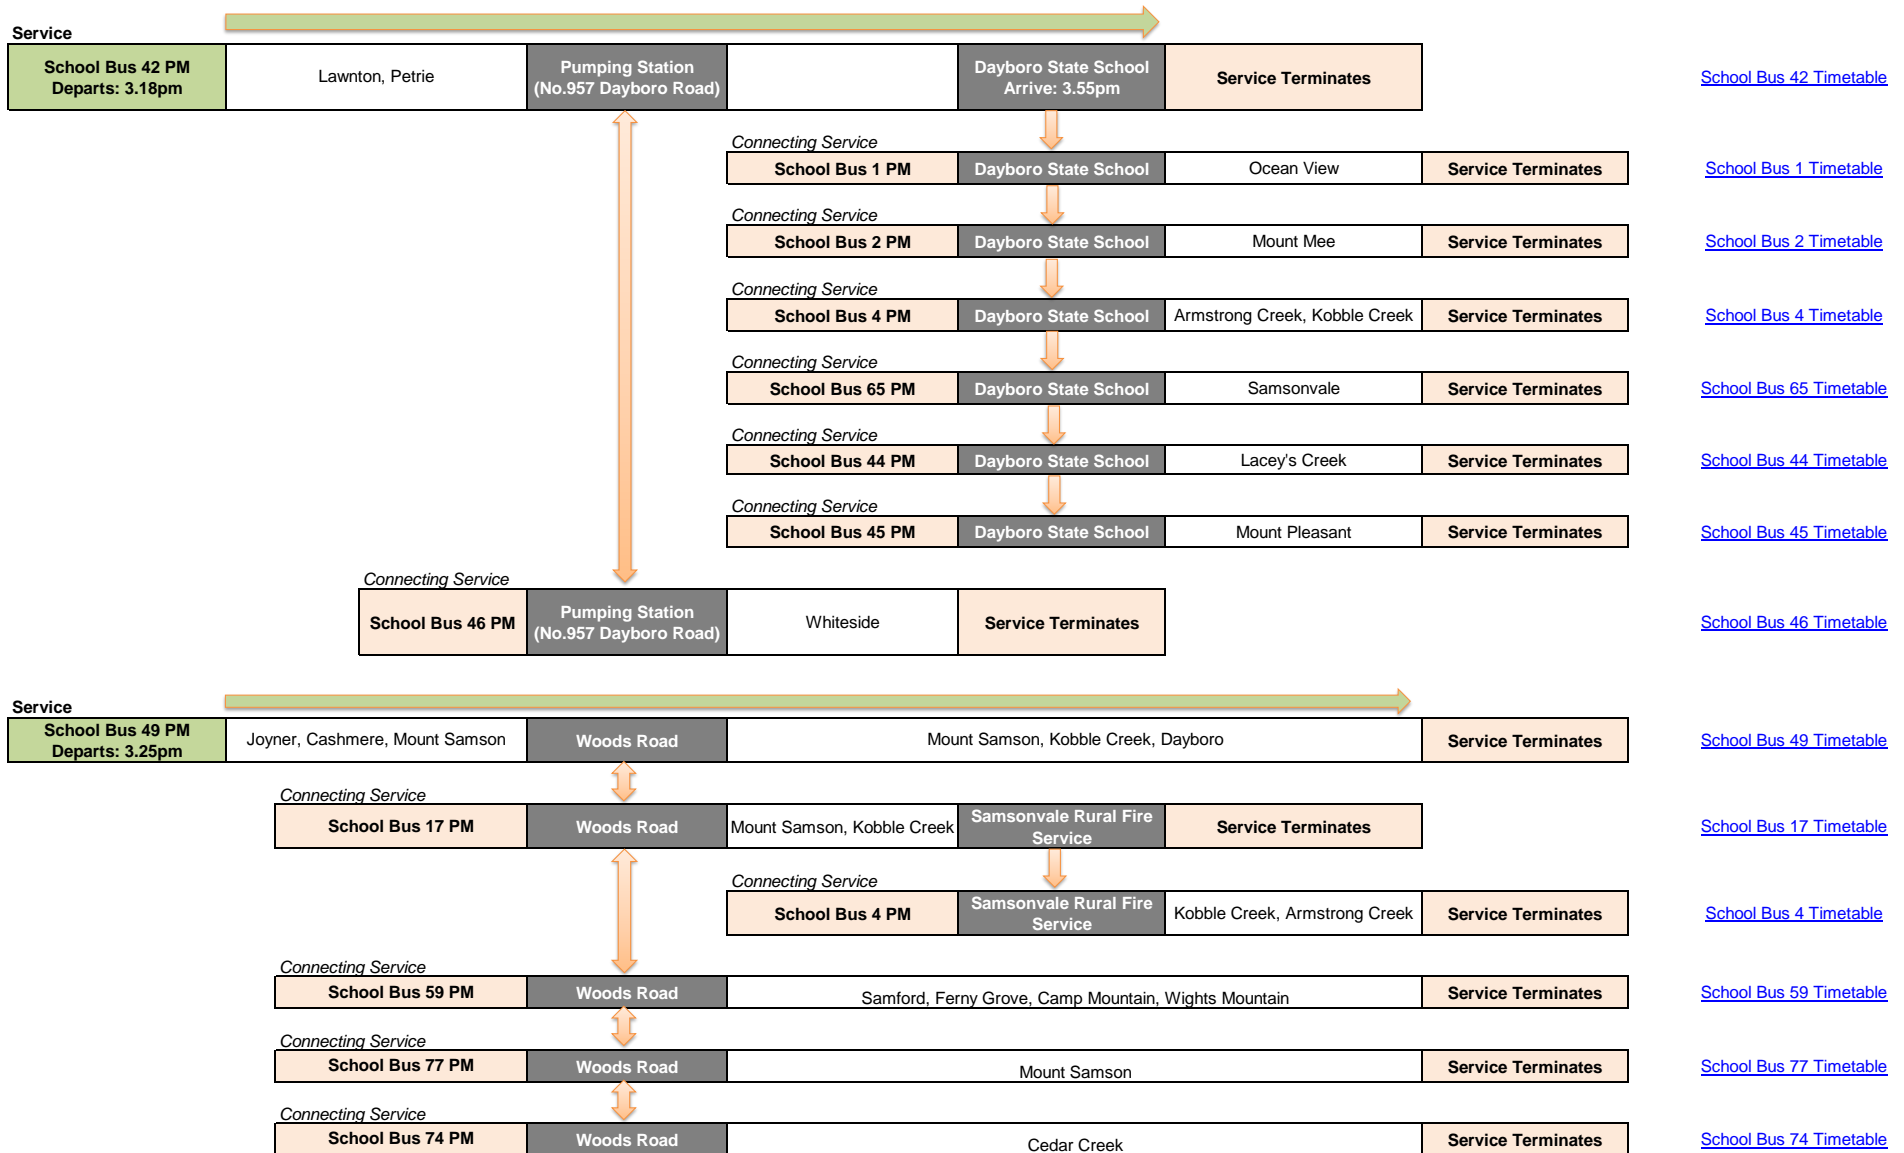 Service
School Bus 42 PM
Departs: 3.18pm
Lawnton, Petrie
Pumping Station
(No.957 Dayboro Road)
Dayboro State School
Arrive: 3.55pm
Service Terminates
School Bus 42 Timetable
Connecting Service
School Bus 1 PM
Dayboro State School
Ocean View
Service Terminates
School Bus 1 Timetable
Connecting Service
School Bus 2 PM
Dayboro State School
Mount Mee
Service Terminates
School Bus 2 Timetable
Connecting Service
School Bus 4 PM
Dayboro State School
Armstrong Creek, Kobble Creek
Service Terminates
School Bus 4 Timetable
Connecting Service
School Bus 65 PM
Dayboro State School
Samsonvale
Service Terminates
School Bus 65 Timetable
Connecting Service
School Bus 44 PM
Dayboro State School
Lacey's Creek
Service Terminates
School Bus 44 Timetable
Connecting Service
School Bus 45 PM
Dayboro State School
Mount Pleasant
Service Terminates
School Bus 45 Timetable
Connecting Service
School Bus 46 PM
Pumping Station
(No.957 Dayboro Road)
Whiteside
Service Terminates
School Bus 46 Timetable
Service
School Bus 49 PM
Departs: 3.25pm
Joyner, Cashmere, Mount Samson
Woods Road
Mount Samson, Kobble Creek, Dayboro
Service Terminates
School Bus 49 Timetable
Connecting Service
School Bus 17 PM
Woods Road
Mount Samson, Kobble Creek
Samsonvale Rural Fire
Service
Service Terminates
School Bus 17 Timetable
Connecting Service
School Bus 4 PM
Samsonvale Rural Fire
Service
Kobble Creek, Armstrong Creek
Service Terminates
School Bus 4 Timetable
Connecting Service
School Bus 59 PM
Woods Road
Samford, Ferny Grove, Camp Mountain, Wights Mountain
Service Terminates
School Bus 59 Timetable
Connecting Service
School Bus 77 PM
Woods Road
Mount Samson
Service Terminates
School Bus 77 Timetable
Connecting Service
School Bus 74 PM
Woods Road
Cedar Creek
Service Terminates
School Bus 74 Timetable